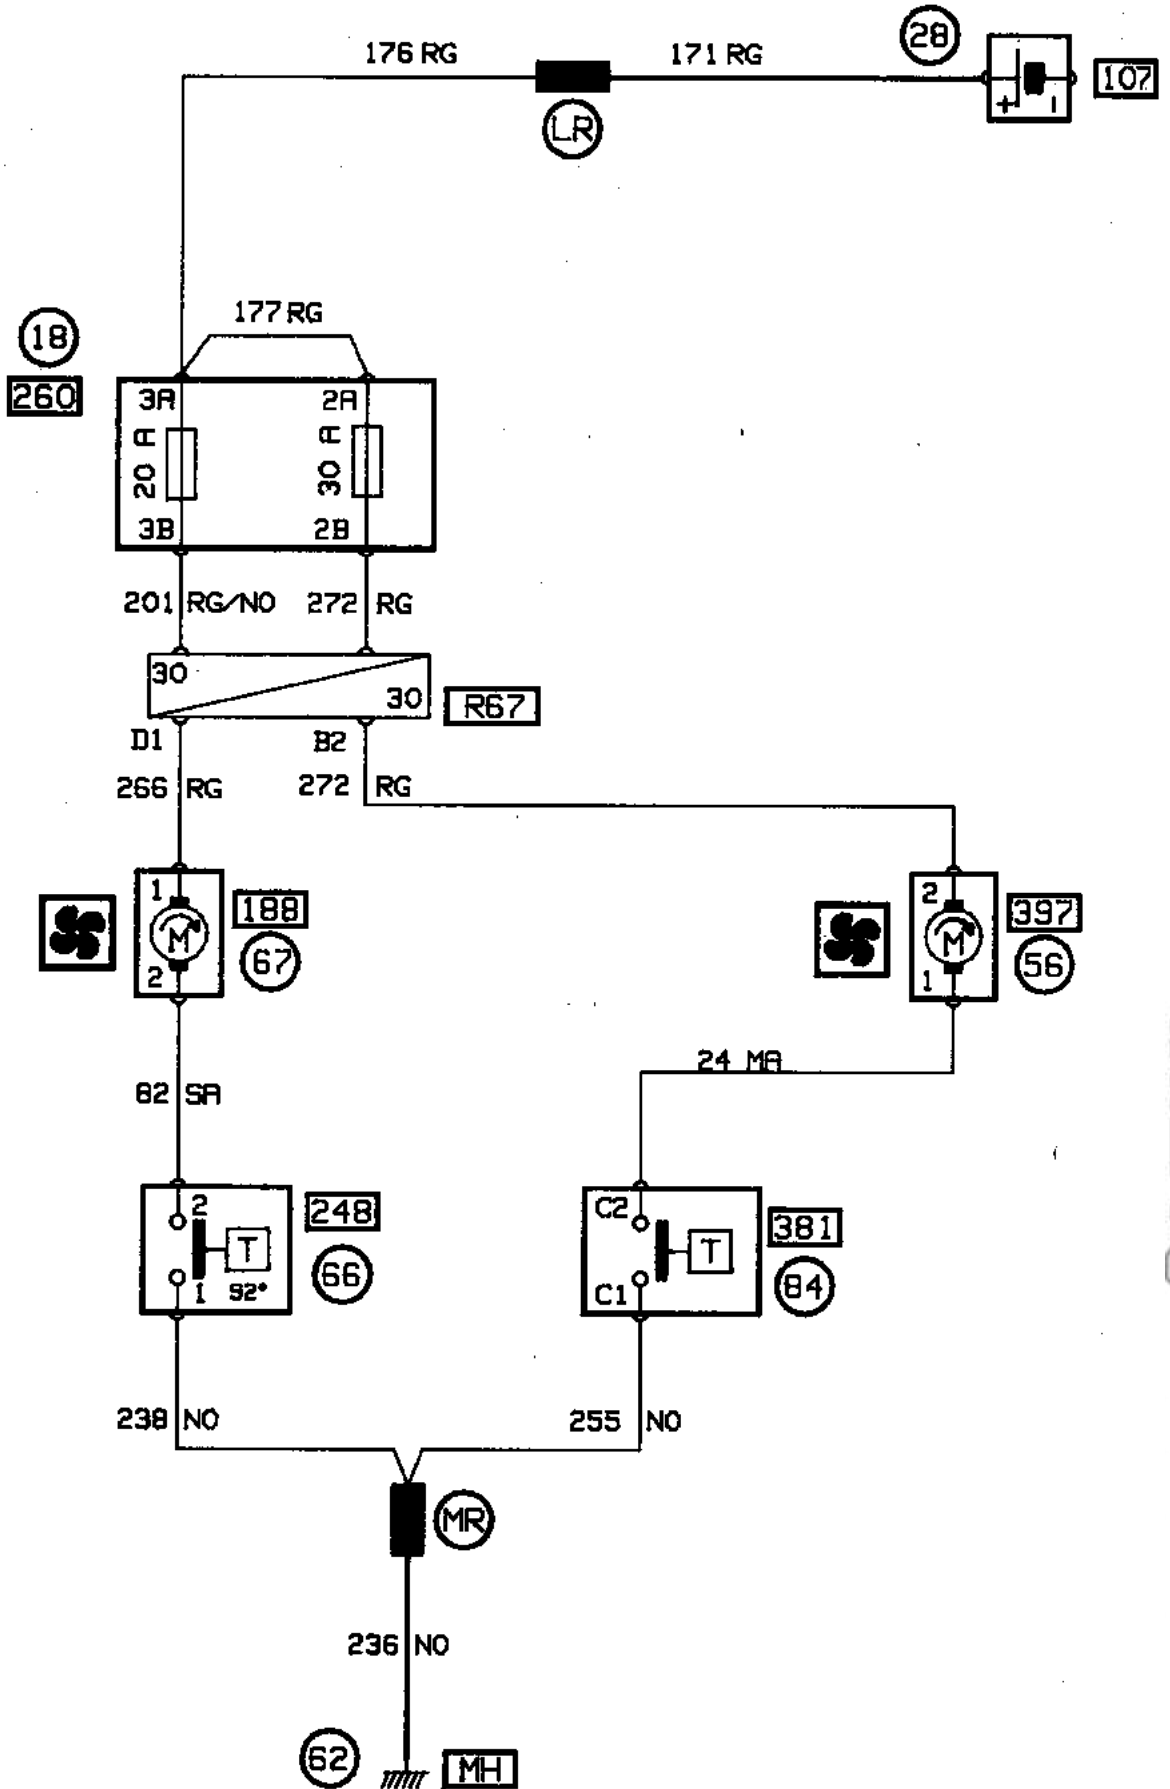 176 RG
171 RG
28
+
107
LR
177 RG
18
260
3A
2A
20 A
30 A
3B
2B
201 RG/NO
272 RG
30
30
R67
D1
B2
266 RG
272 RG
1
M
2
188
67
2
M
1
397
56
24 MA
82 SA
2
T
1
92°
248
66
C2
T
C1
381
84
238 NO
255 NO
MR
236 NO
62
MH